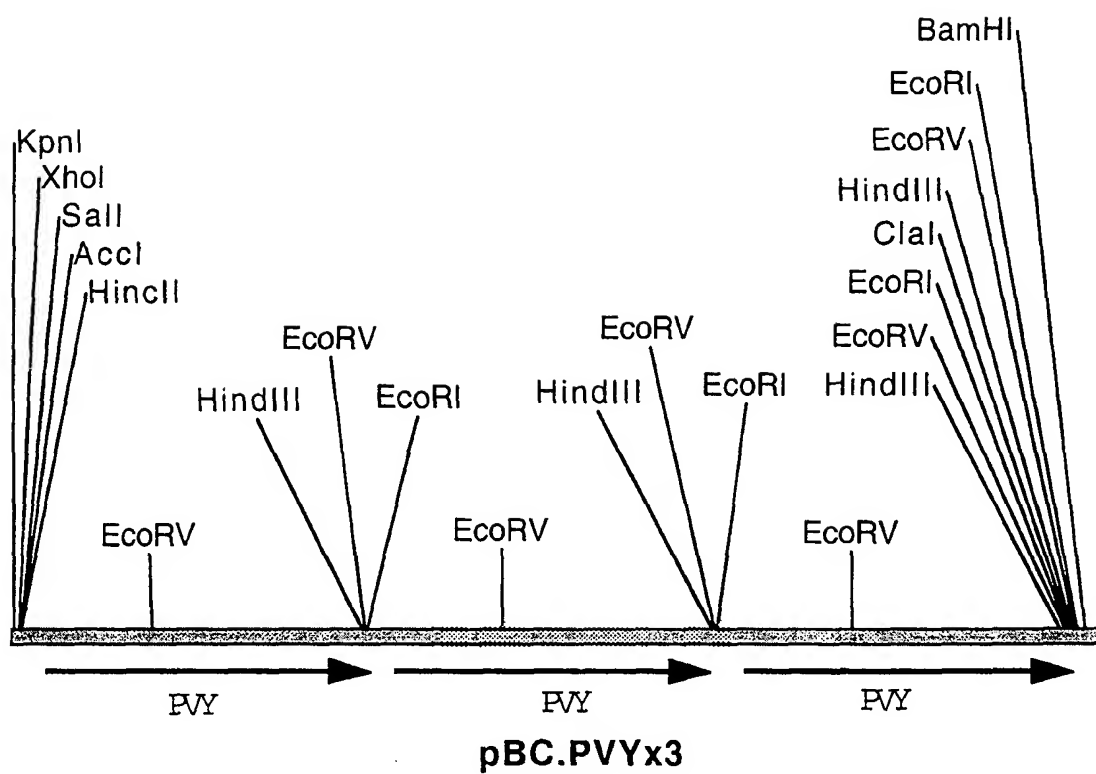 BamHI
EcoRI
KpnI
EcoRV
XhoI
HindIII
SalI
ClaI
AccI
EcoRI
HincII
EcoRV
EcoRV
EcoRV
HindIII
EcoRI
HindIII
EcoRI
HindIII
EcoRV
EcoRV
EcoRV
PVY
PVY
PVY
pBC.PVYx3